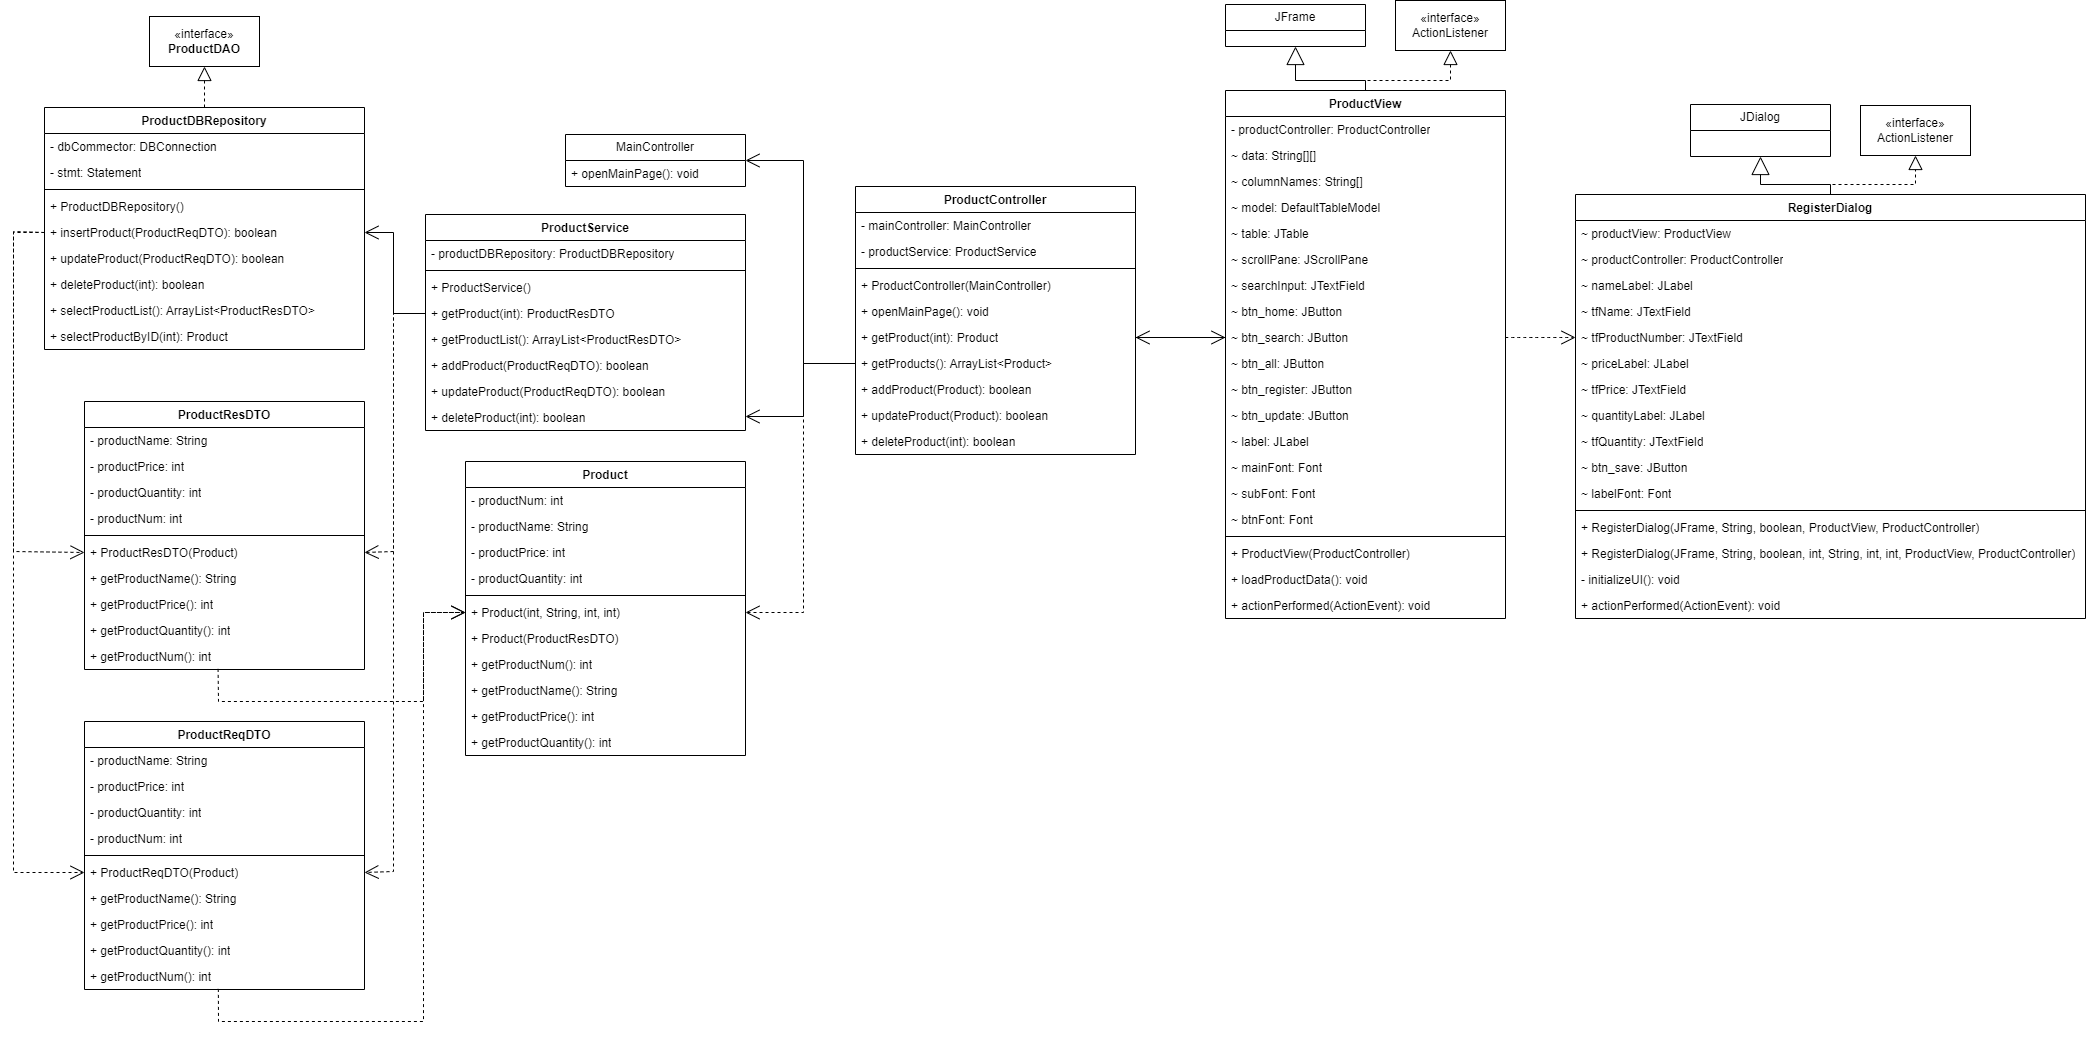 «interface»
ProductDAO
ProductDBRepository
- dbCommector: DBConnection
- stmt: Statement
+ ProductDBRepository()
+ insertProduct(ProductReqDTO): boolean
+ updateProduct(ProductReqDTO): boolean
+ deleteProduct(int): boolean
+ selectProductList(): ArrayList<ProductResDTO>
+ selectProductByID(int): Product
ProductResDTO
- productName: String
- productPrice: int
- productQuantity: int
- productNum: int
+ ProductResDTO(Product)
+ getProductName(): String
+ getProductPrice(): int
+ getProductQuantity(): int
+ getProductNum(): int
ProductReqDTO
- productName: String
- productPrice: int
- productQuantity: int
- productNum: int
+ ProductReqDTO(Product)
+ getProductName(): String
+ getProductPrice(): int
+ getProductQuantity(): int
+ getProductNum(): int
MainController
+ openMainPage(): void
ProductService
- productDBRepository: ProductDBRepository
+ ProductService()
+ getProduct(int): ProductResDTO
+ getProductList(): ArrayList<ProductResDTO>
+ addProduct(ProductReqDTO): boolean
+ updateProduct(ProductReqDTO): boolean
+ deleteProduct(int): boolean
Product
- productNum: int
- productName: String
- productPrice: int
- productQuantity: int
+ Product(int, String, int, int)
+ Product(ProductResDTO)
+ getProductNum(): int
+ getProductName(): String
+ getProductPrice(): int
+ getProductQuantity(): int
ProductController
- mainController: MainController
- productService: ProductService
+ ProductController(MainController)
+ openMainPage(): void
+ getProduct(int): Product
+ getProducts(): ArrayList<Product>
+ addProduct(Product): boolean
+ updateProduct(Product): boolean
+ deleteProduct(int): boolean
JFrame
«interface»
ActionListener
ProductView
- productController: ProductController
~ data: String[][]
~ columnNames: String[]
~ model: DefaultTableModel
~ table: JTable
~ scrollPane: JScrollPane
~ searchInput: JTextField
~ btn_home: JButton
~ btn_search: JButton
~ btn_all: JButton
~ btn_register: JButton
~ btn_update: JButton
~ label: JLabel
~ mainFont: Font
~ subFont: Font
~ btnFont: Font
+ ProductView(ProductController)
+ loadProductData(): void
+ actionPerformed(ActionEvent): void
JDialog
«interface»
ActionListener
RegisterDialog
~ productView: ProductView
~ productController: ProductController
~ nameLabel: JLabel
~ tfName: JTextField
~ tfProductNumber: JTextField
~ priceLabel: JLabel
~ tfPrice: JTextField
~ quantityLabel: JLabel
~ tfQuantity: JTextField
~ btn_save: JButton
~ labelFont: Font
+ RegisterDialog(JFrame, String, boolean, ProductView, ProductController)
+ RegisterDialog(JFrame, String, boolean, int, String, int, int, ProductView, ProductController)
- initializeUI(): void
+ actionPerformed(ActionEvent): void